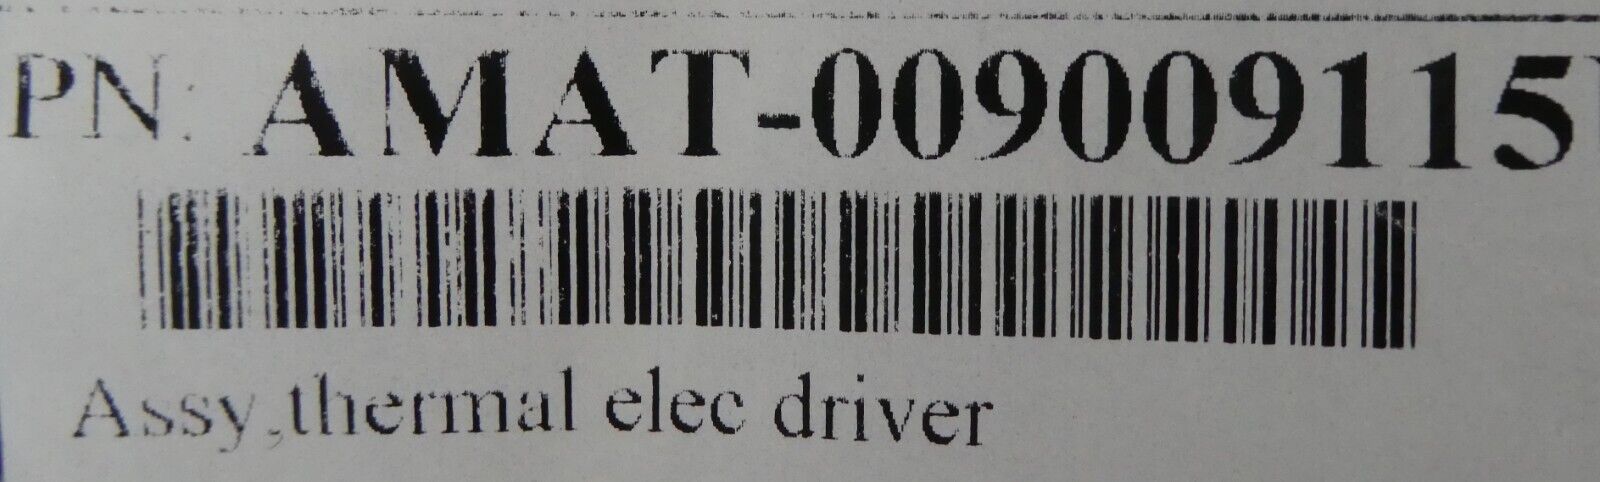 PN: AMAT-009009115
Assy,thermal elec driver